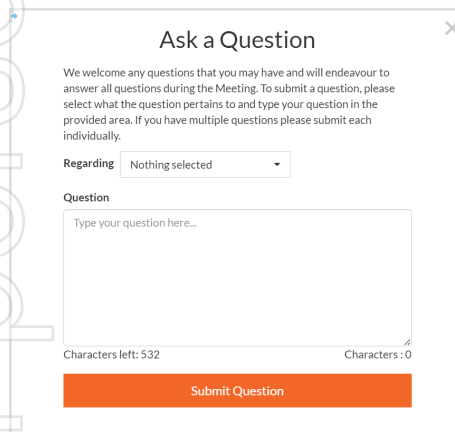 Ask a Question
We welcome any questions that you may have and will endeavour to
answer all questions during the Meeting. To submit a question, please
select what the question pertains to and type your question in the
provided area. If you have multiple questions please submit each
individually.
Regarding Nothing selected
Question
Type your question here...
Characters left: 532 Characters : 0
Submit Question